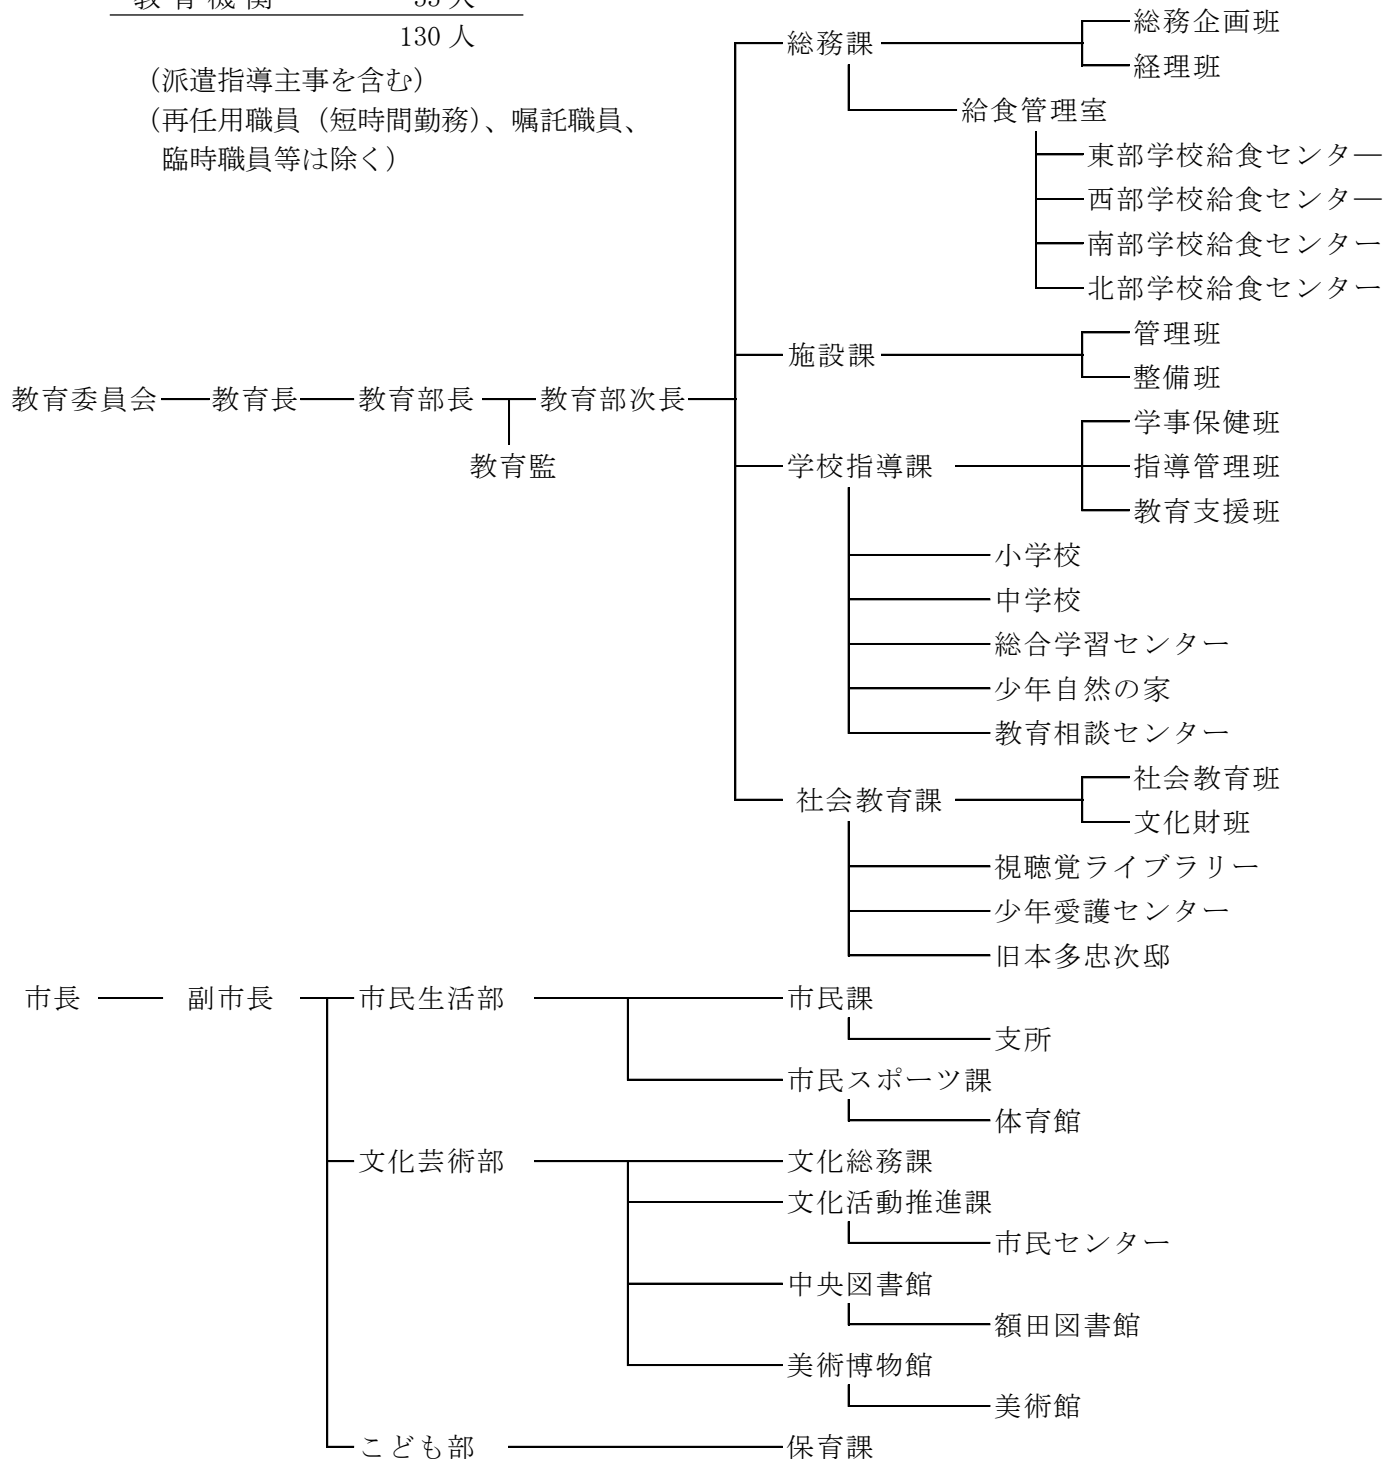 教育機関 35人
130人
（派遣指導主事を含む）
（再任用職員（短時間勤務）、嘱託職員、
臨時職員等は除く）
総務課
総務企画班
経理班
給食管理室
東部学校給食センター
西部学校給食センター
南部学校給食センター
北部学校給食センター
施設課
管理班
整備班
教育委員会
教育長
教育部長
教育部次長
教育監
学校指導課
学事保健班
指導管理班
教育支援班
小学校
中学校
総合学習センター
少年自然の家
教育相談センター
社会教育課
社会教育班
文化財班
視聴覚ライブラリー
少年愛護センター
旧本多忠次邸
市長
副市長
市民生活部
市民課
支所
市民スポーツ課
体育館
文化芸術部
文化総務課
文化活動推進課
市民センター
中央図書館
額田図書館
美術博物館
美術館
こども部
保育課